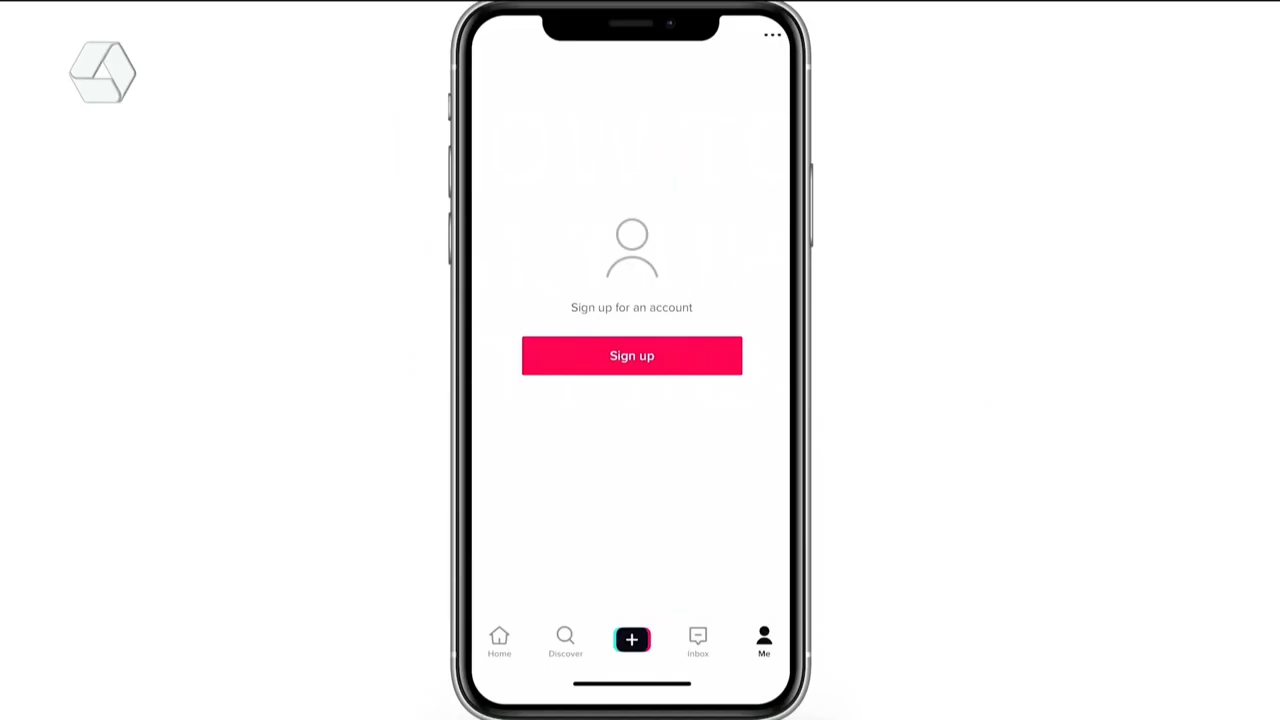 Sign up for an account
Sign up
Home
Discover
Inbox
Me